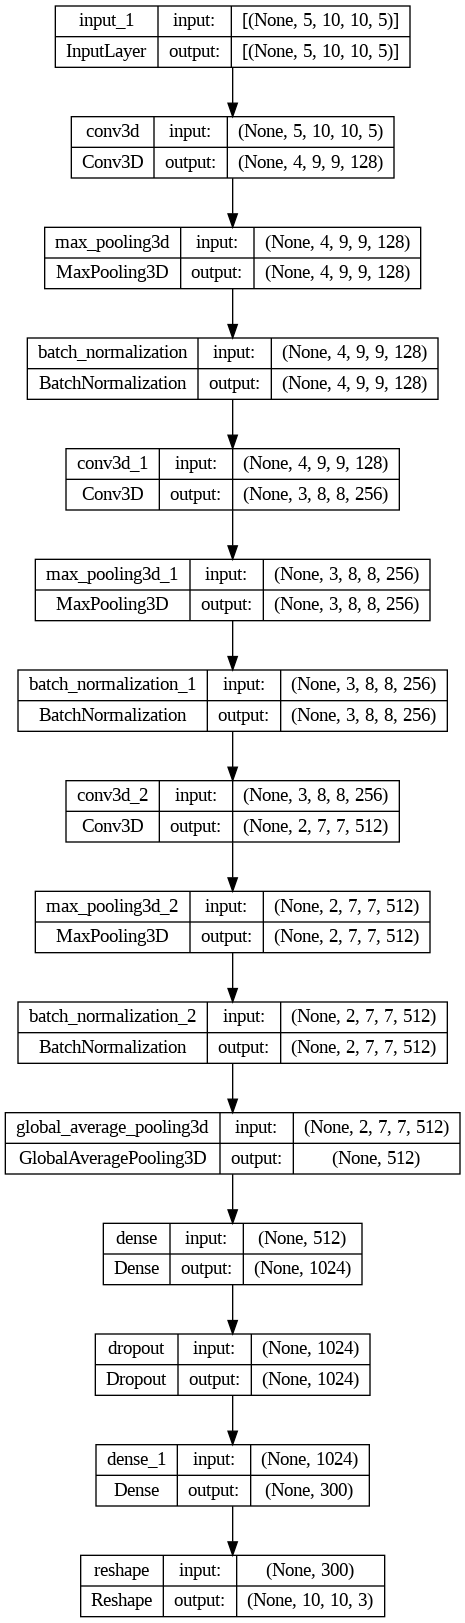 input_1 input: [(None, 5, 10, 10, 5)]
InputLayer output: [(None, 5, 10, 10, 5)]
conv3d input: (None, 5, 10, 10, 5)
Conv3D output: (None, 4, 9, 9, 128)
max_pooling3d input: (None, 4, 9, 9, 128)
MaxPooling3D output: (None, 4, 9, 9, 128)
batch_normalization input: (None, 4, 9, 9, 128)
BatchNormalization output: (None, 4, 9, 9, 128)
conv3d_1 input: (None, 4, 9, 9, 128)
Conv3D output: (None, 3, 8, 8, 256)
max_pooling3d_1 input: (None, 3, 8, 8, 256)
MaxPooling3D output: (None, 3, 8, 8, 256)
batch_normalization_1 input: (None, 3, 8, 8, 256)
BatchNormalization output: (None, 3, 8, 8, 256)
conv3d_2 input: (None, 3, 8, 8, 256)
Conv3D output: (None, 2, 7, 7, 512)
max_pooling3d_2 input: (None, 2, 7, 7, 512)
MaxPooling3D output: (None, 2, 7, 7, 512)
batch_normalization_2 input: (None, 2, 7, 7, 512)
BatchNormalization output: (None, 2, 7, 7, 512)
global_average_pooling3d input: (None, 2, 7, 7, 512)
GlobalAveragePooling3D output: (None, 512)
dense input: (None, 512)
Dense output: (None, 1024)
dropout input: (None, 1024)
Dropout output: (None, 1024)
dense_1 input: (None, 1024)
Dense output: (None, 300)
reshape input: (None, 300)
Reshape output: (None, 10, 10, 3)